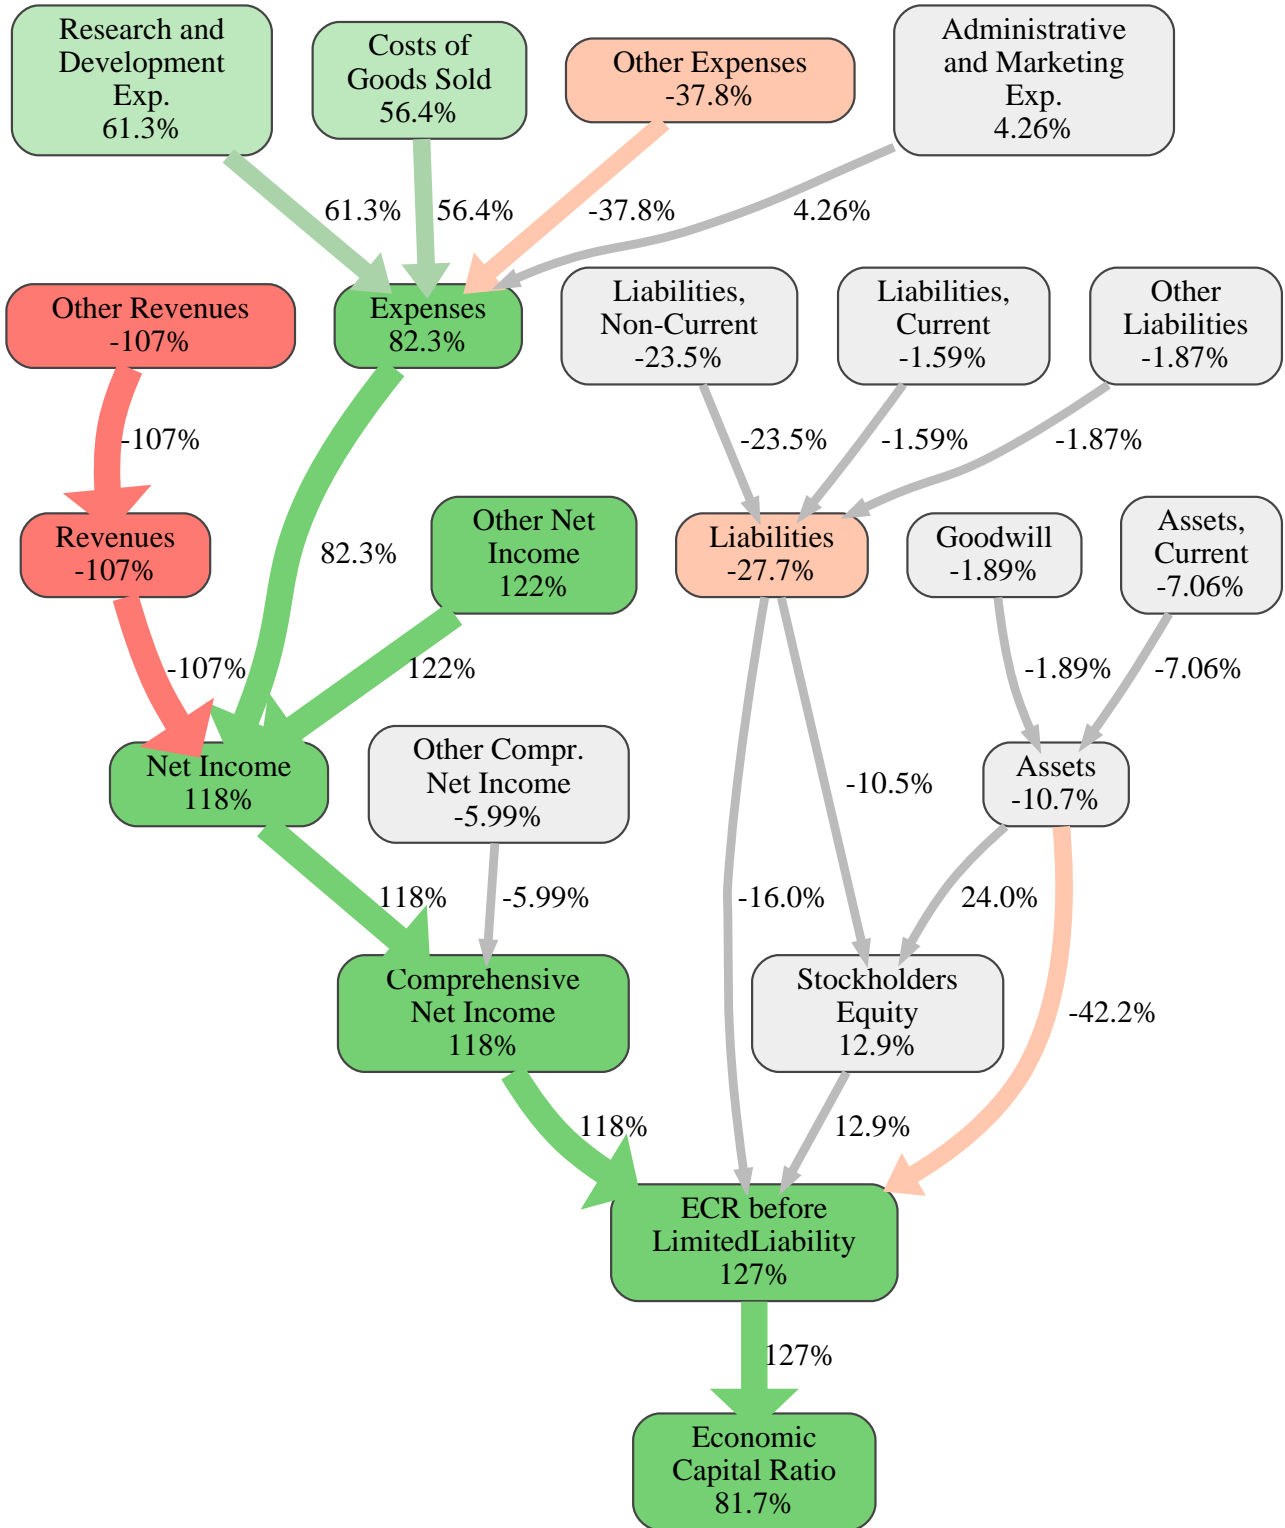 Research and
Development
Exp.
61.3%
Costs of
Goods Sold
56.4%
Other Expenses
-37.8%
Administrative
and Marketing
Exp.
4.26%
61.3%
56.4%
-37.8%
4.26%
Other Revenues
-107%
Expenses
82.3%
Liabilities,
Non-Current
-23.5%
Liabilities,
Current
-1.59%
Other
Liabilities
-1.87%
-107%
-23.5%
-1.59%
-1.87%
Revenues
-107%
82.3%
Other Net
Income
122%
Liabilities
-27.7%
Goodwill
-1.89%
Assets,
Current
-7.06%
-107%
122%
-1.89%
-7.06%
Net Income
118%
Other Compr.
Net Income
-5.99%
-10.5%
Assets
-10.7%
118%
-5.99%
-16.0%
24.0%
Comprehensive
Net Income
118%
Stockholders
Equity
12.9%
-42.2%
118%
12.9%
ECR before
LimitedLiability
127%
127%
Economic
Capital Ratio
81.7%